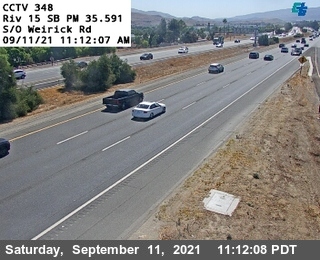 CCTV 348
Riv 15 SB PM 35.591
S/O Weirick Rd
09/11/21 11:12:07 AM
Saturday, September 11, 2021 11:12:08 PDT